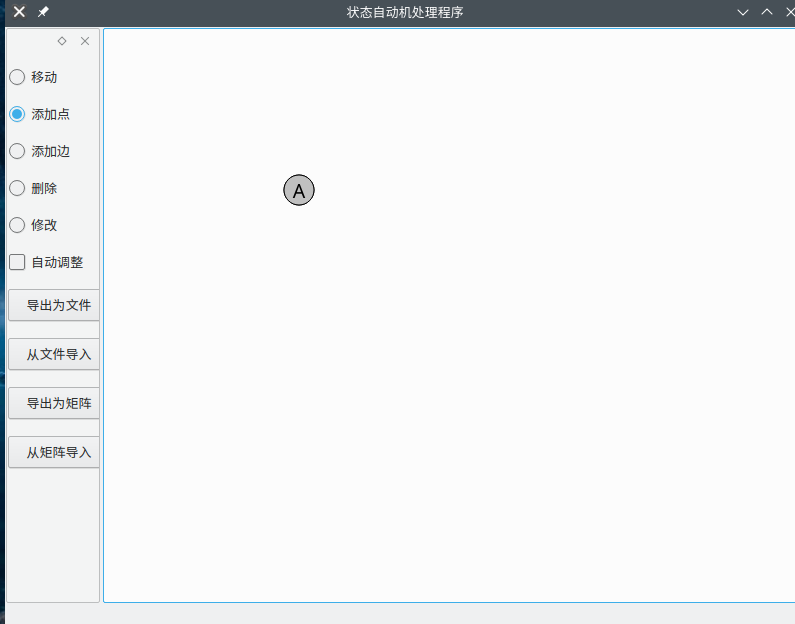 状态自动机处理程序
移动
添加点
添加边
删除
修改
自动调整
导出为文件
从文件导入
导出为矩阵
从矩阵导入
A